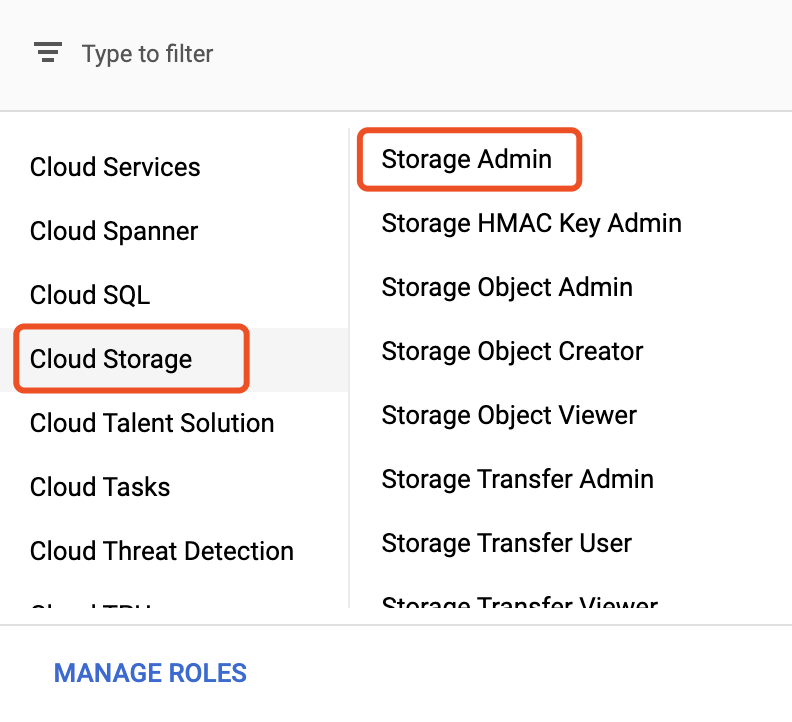 Type to filter
Cloud Services
Cloud Spanner
Cloud SQL
Cloud Storage
Cloud Talent Solution
Cloud Tasks
Cloud Threat Detection
Storage Admin
Storage HMAC Key Admin
Storage Object Admin
Storage Object Creator
Storage Object Viewer
Storage Transfer Admin
Storage Transfer User
Storage Transfer Viewer
MANAGE ROLES